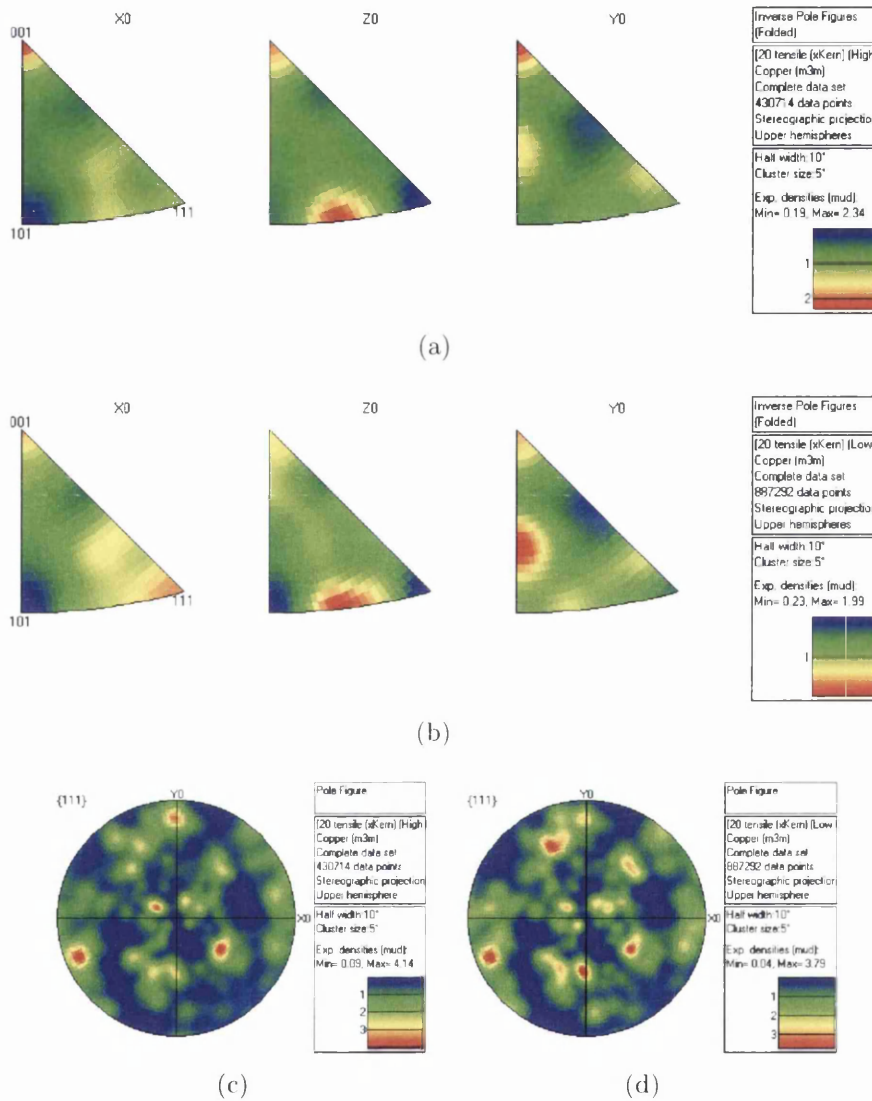 X0 Z0 Y0
001
111
101
Inverse Pole Figures
(Folded)
[20 tensile (xKern) (High
Copper (m3m)
Complete data set
430714 data points
Stereographic projection
Upper hemispheres
Half width:10°
Cluster size:5°
Exp. densities (mud):
Min= 0.19, Max= 2.34
1
2
(a)
X0 Z0 Y0
001
111
101
Inverse Pole Figures
(Folded)
[20 tensile (xKern) (Low
Copper (m3m)
Complete data set
887292 data points
Stereographic projection
Upper hemispheres
Half width:10°
Cluster size:5°
Exp. densities (mud):
Min= 0.23, Max= 1.99
1
(b)
{111}
Y0
X0
Pole Figure
[20 tensile (xKern) (High
Copper (m3m)
Complete data set
430714 data points
Stereographic projection
Upper hemisphere
Half width:10°
Cluster size:5°
Exp. densities (mud):
Min= 0.09, Max= 4.14
1
2
3
(c)
{111}
Y0
X0
Pole Figure
[20 tensile (xKern) (Low
Copper (m3m)
Complete data set
887292 data points
Stereographic projection
Upper hemisphere
Half width:10°
Cluster size:5°
Exp. densities (mud):
Min= 0.04, Max= 3.79
1
2
3
(d)